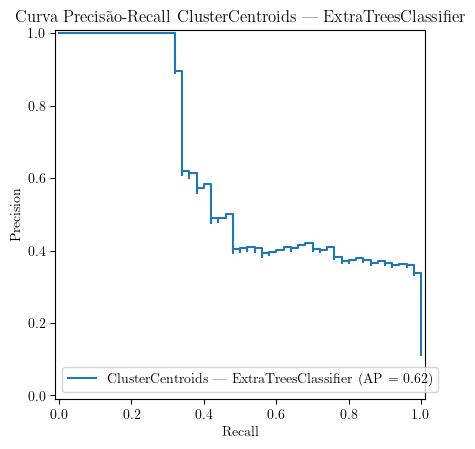 Curva Precisão-Recall ClusterCentroids — ExtraTreesClassifier
1.0
0.8
0.6
0.4
0.2
0.0
Precision
ClusterCentroids — ExtraTreesClassifier (AP = 0.62)
0.0 0.2 0.4 0.6 0.8 1.0
Recall